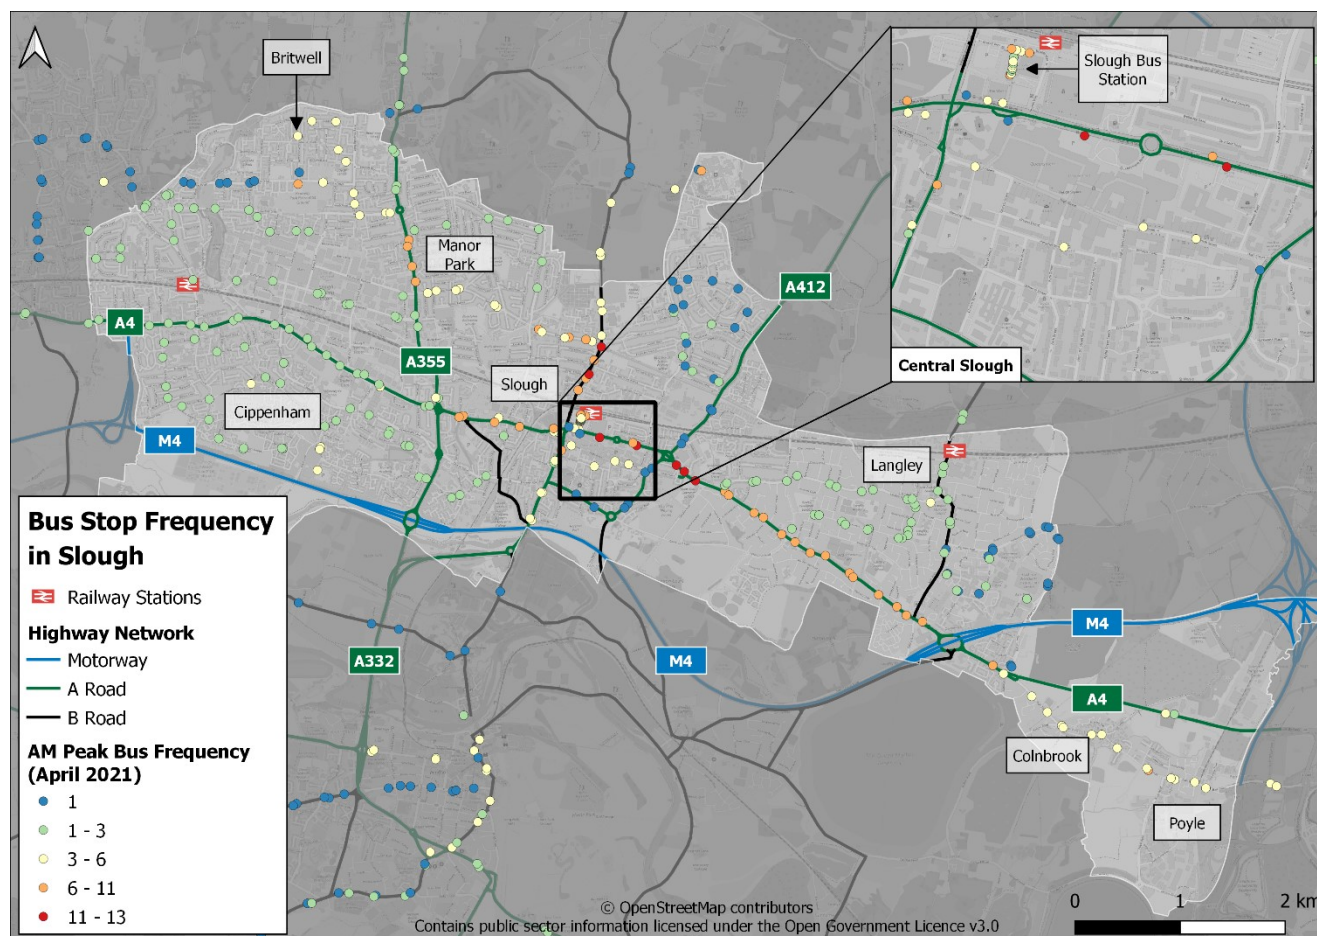 Britwell
Slough Bus
Station
Manor
Park
A412
A4
A355
Slough
Central Slough
Cippenham
M4
Langley
Bus Stop Frequency
in Slough
Railway Stations
Highway Network
Motorway
A Road
B Road
AM Peak Bus Frequency
(April 2021)
1
1 - 3
3 - 6
6 - 11
11 - 13
A332
M4
M4
A4
Colnbrook
Poyle
0 1 2 km
© OpenStreetMap contributors
Contains public sector information licensed under the Open Government Licence v3.0